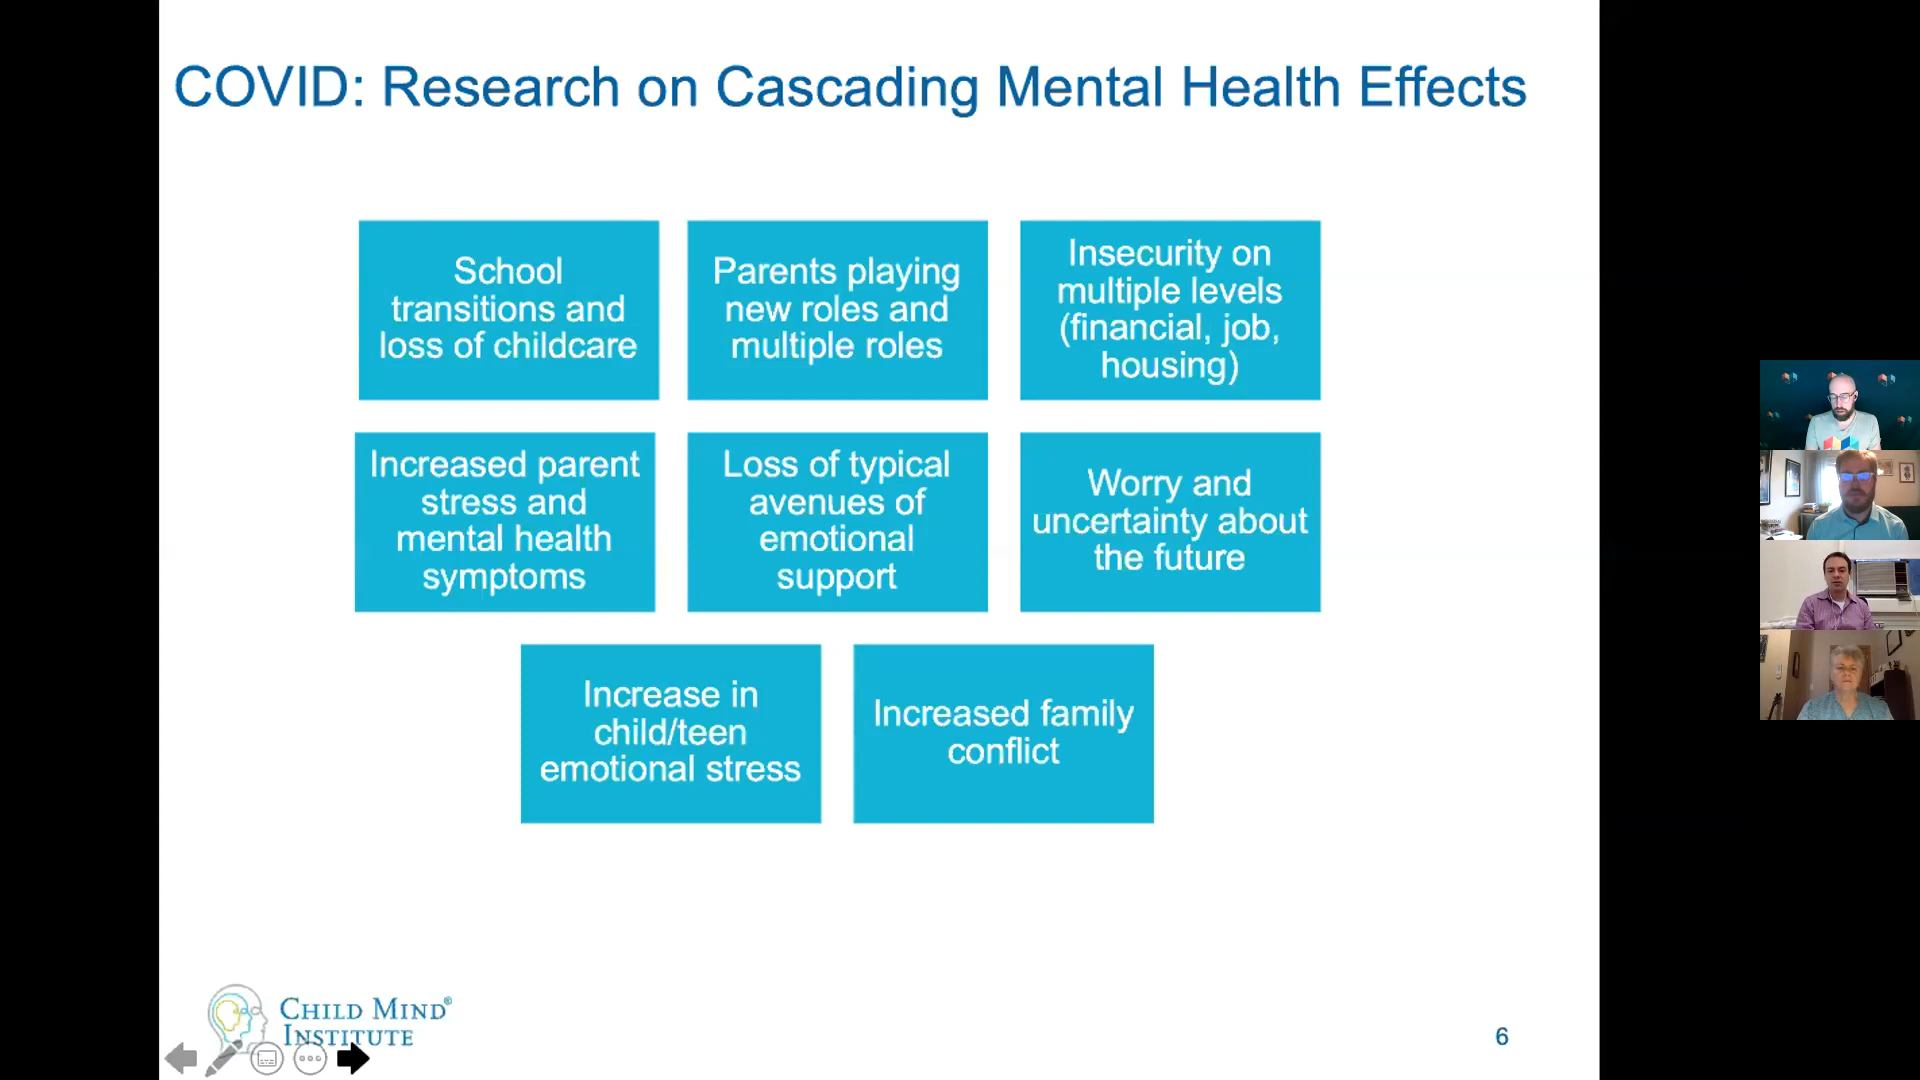 COVID: Research on Cascading Mental Health Effects
School
transitions and
loss of childcare
Parents playing
new roles and
multiple roles
Insecurity on
multiple levels
(financial, job,
housing)
Increased parent
stress and
mental health
symptoms
Loss of typical
avenues of
emotional
support
Worry and
uncertainty about
the future
Increase in
child/teen
emotional stress
Increased family
conflict
CHILD MIND®
INSTITUTE
6